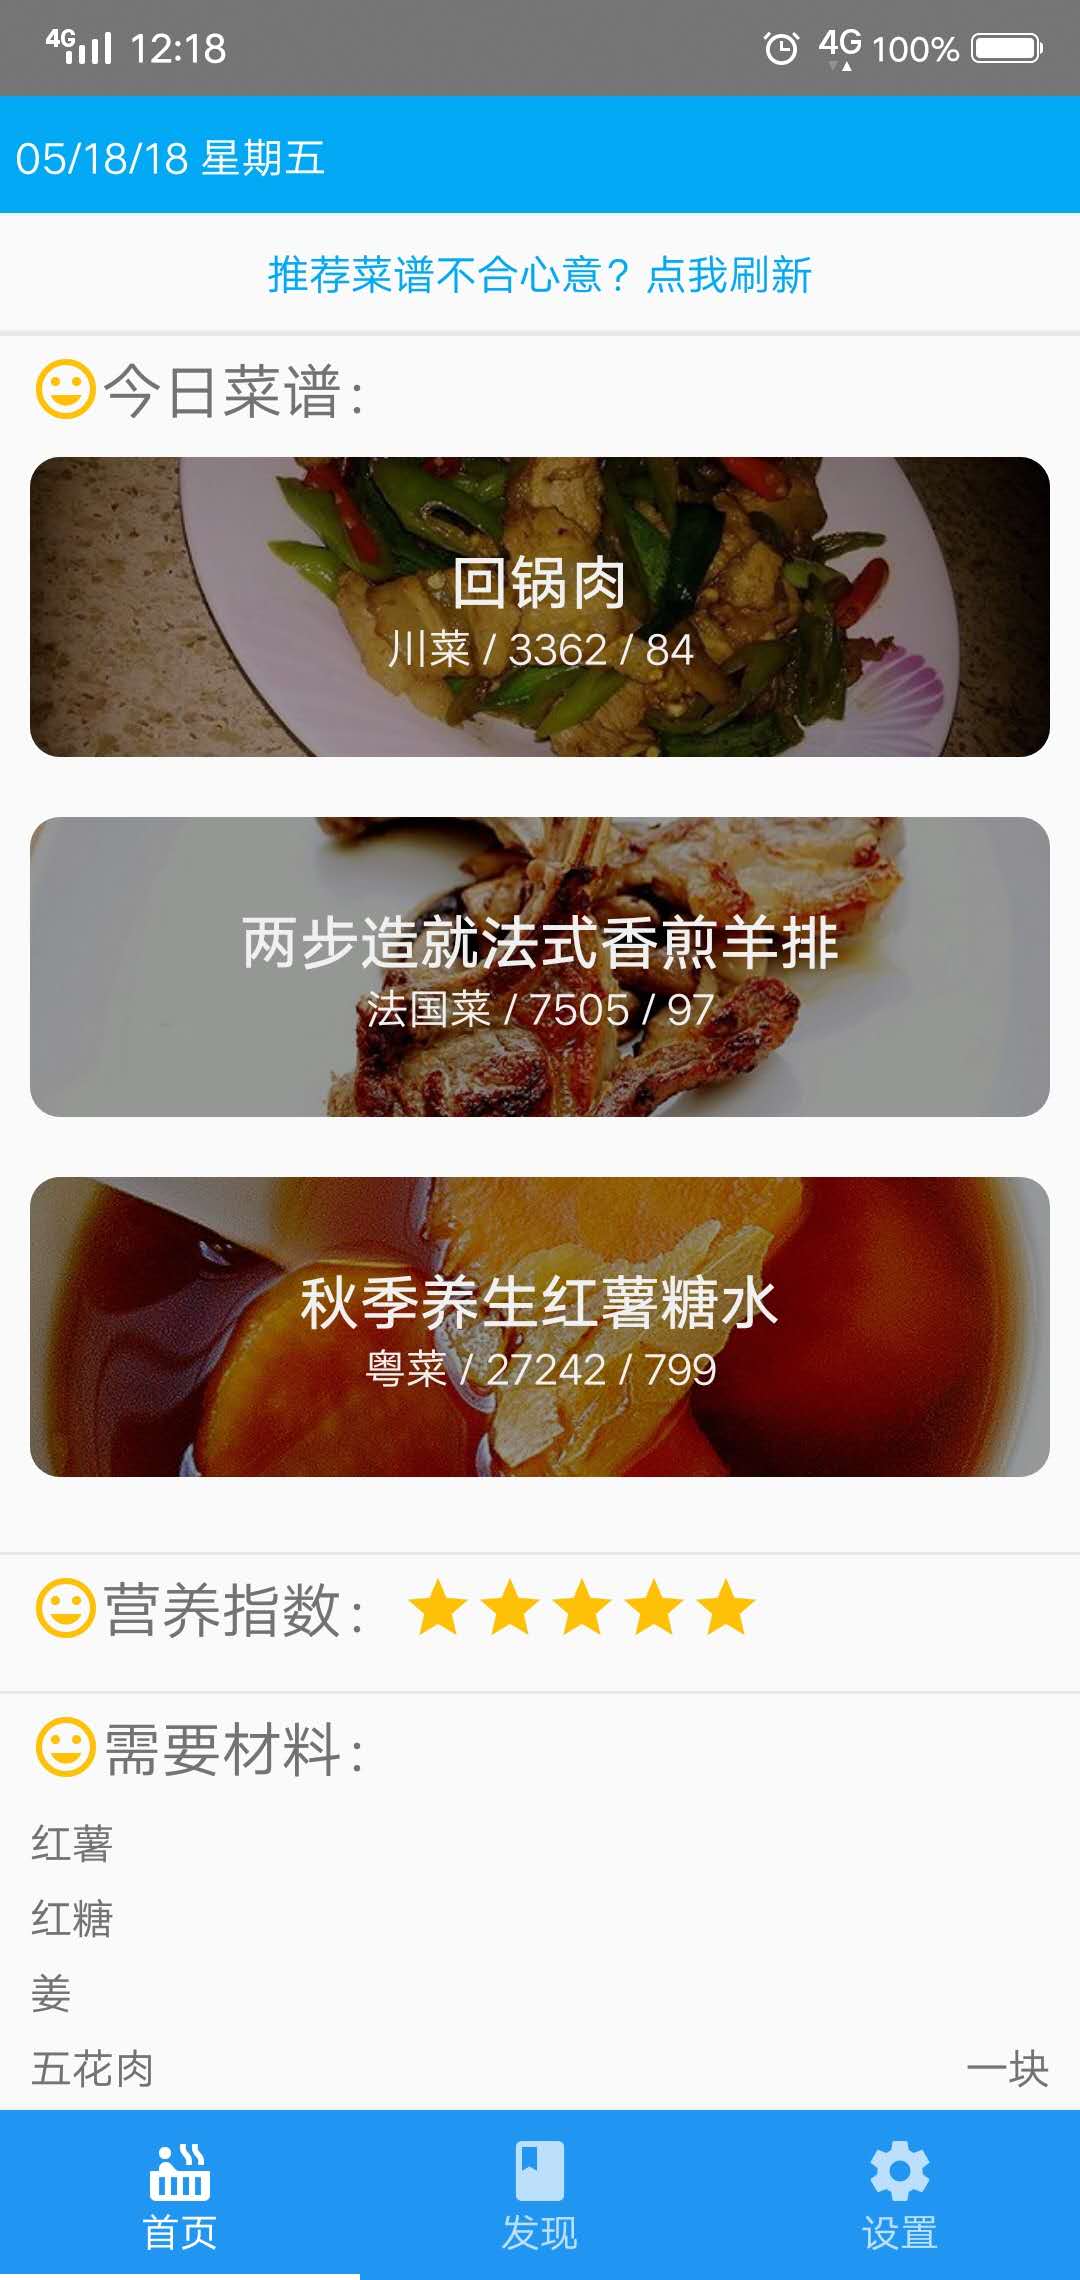 4G 12:18 4G 100%
05/18/18 星期五
推荐菜谱不合心意？点我刷新
今日菜谱：
回锅肉
川菜 / 3362 / 84
两步造就法式香煎羊排
法国菜 / 7505 / 97
秋季养生红薯糖水
粤菜 / 27242 / 799
营养指数：
需要材料：
红薯
红糖
姜
五花肉 一块
首页 发现 设置